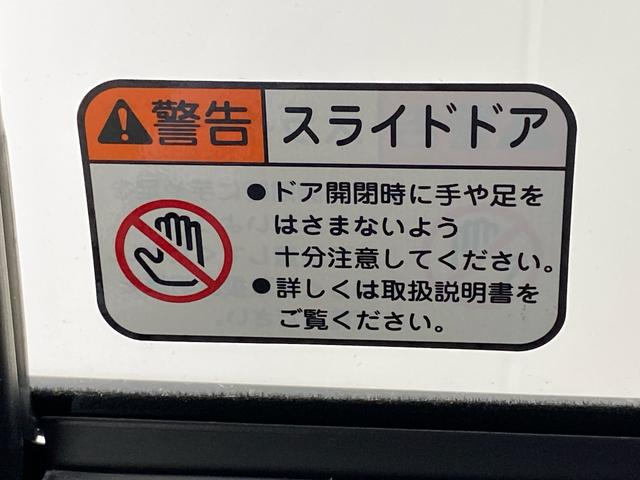 警告 スライドドア
●ドア開閉時に手や足を
はさまないよう
十分注意してください。
●詳しくは取扱説明書を
ご覧ください。